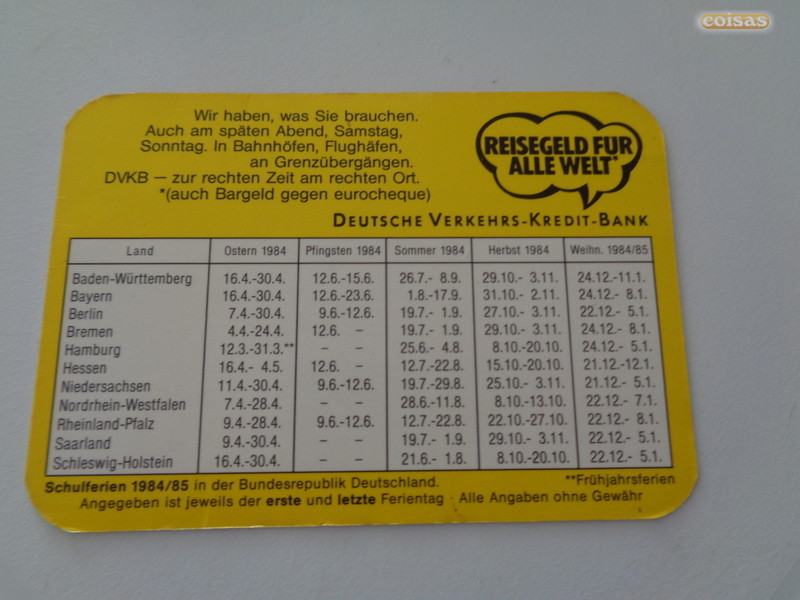 coisas
Wir haben, was Sie brauchen.
Auch am späten Abend, Samstag,
Sonntag. In Bahnhöfen, Flughäfen,
an Grenzübergängen.
DVKB – zur rechten Zeit am rechten Ort.
*(auch Bargeld gegen eurocheque)
REISEGELD FÜR
ALLE WELT*
DEUTSCHE VERKEHRS-KREDIT-BANK
Land Ostern 1984 Pfingsten 1984 Sommer 1984 Herbst 1984 Weihn. 1984/85
Baden-Württemberg 16.4.-30.4. 12.6.-15.6. 26.7.- 8.9. 29.10.- 3.11. 24.12.-11.1.
Bayern 16.4.-30.4. 12.6.-23.6. 1.8.-17.9. 31.10.- 2.11. 24.12.- 8.1.
Berlin 7.4.-30.4. 9.6.-12.6. 19.7.- 1.9. 27.10.- 3.11. 22.12.- 5.1.
Bremen 4.4.-24.4. 12.6. – 19.7.- 1.9. 29.10.- 3.11. 24.12.- 8.1.
Hamburg 12.3.-31.3.** – – 25.6.- 4.8. 8.10.-20.10. 24.12.- 5.1.
Hessen 16.4.- 4.5. 12.6. – 12.7.-22.8. 15.10.-20.10. 21.12.-12.1.
Niedersachsen 11.4.-30.4. 9.6.-12.6. 19.7.-29.8. 25.10.- 3.11. 21.12.- 5.1.
Nordrhein-Westfalen 7.4.-28.4. – – 28.6.-11.8. 8.10.-13.10. 22.12.- 7.1.
Rheinland-Pfalz 9.4.-28.4. 9.6.-12.6. 12.7.-22.8. 22.10.-27.10. 22.12.- 8.1.
Saarland 9.4.-30.4. – – 19.7.- 1.9. 29.10.- 3.11. 22.12.- 5.1.
Schleswig-Holstein 16.4.-30.4. – – 21.6.- 1.8. 8.10.-20.10. 22.12.- 5.1.
Schulferien 1984/85 in der Bundesrepublik Deutschland. **Frühjahrsferien
Angegeben ist jeweils der erste und letzte Ferientag · Alle Angaben ohne Gewähr